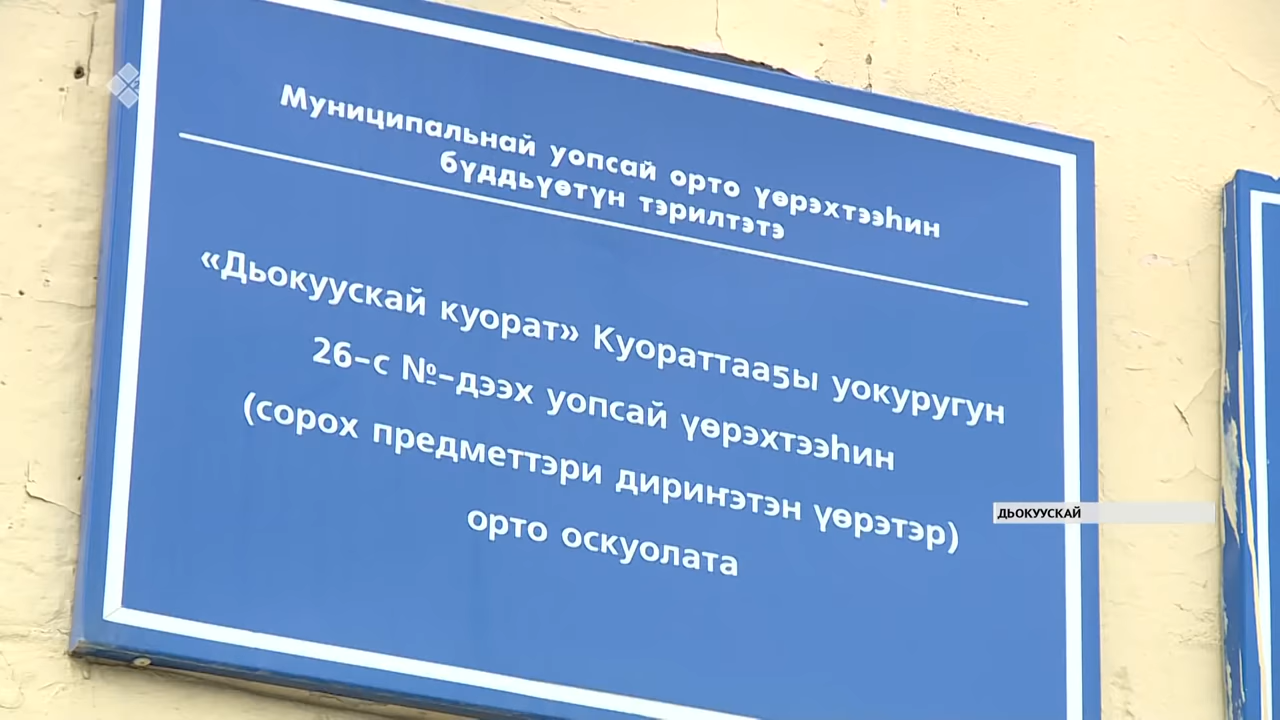 Муниципальнай уопсай орто үөрэхтээһин
бүддьүөтүн тэрилтэтэ
«Дьокуускай куорат» Куораттаа5ы уокуругун
26-с №-дээх уопсай үөрэхтээһин
(сорох предметтэри дириҥэтэн үөрэтэр)
орто оскуолата
ДЬОКУУСКАЙ